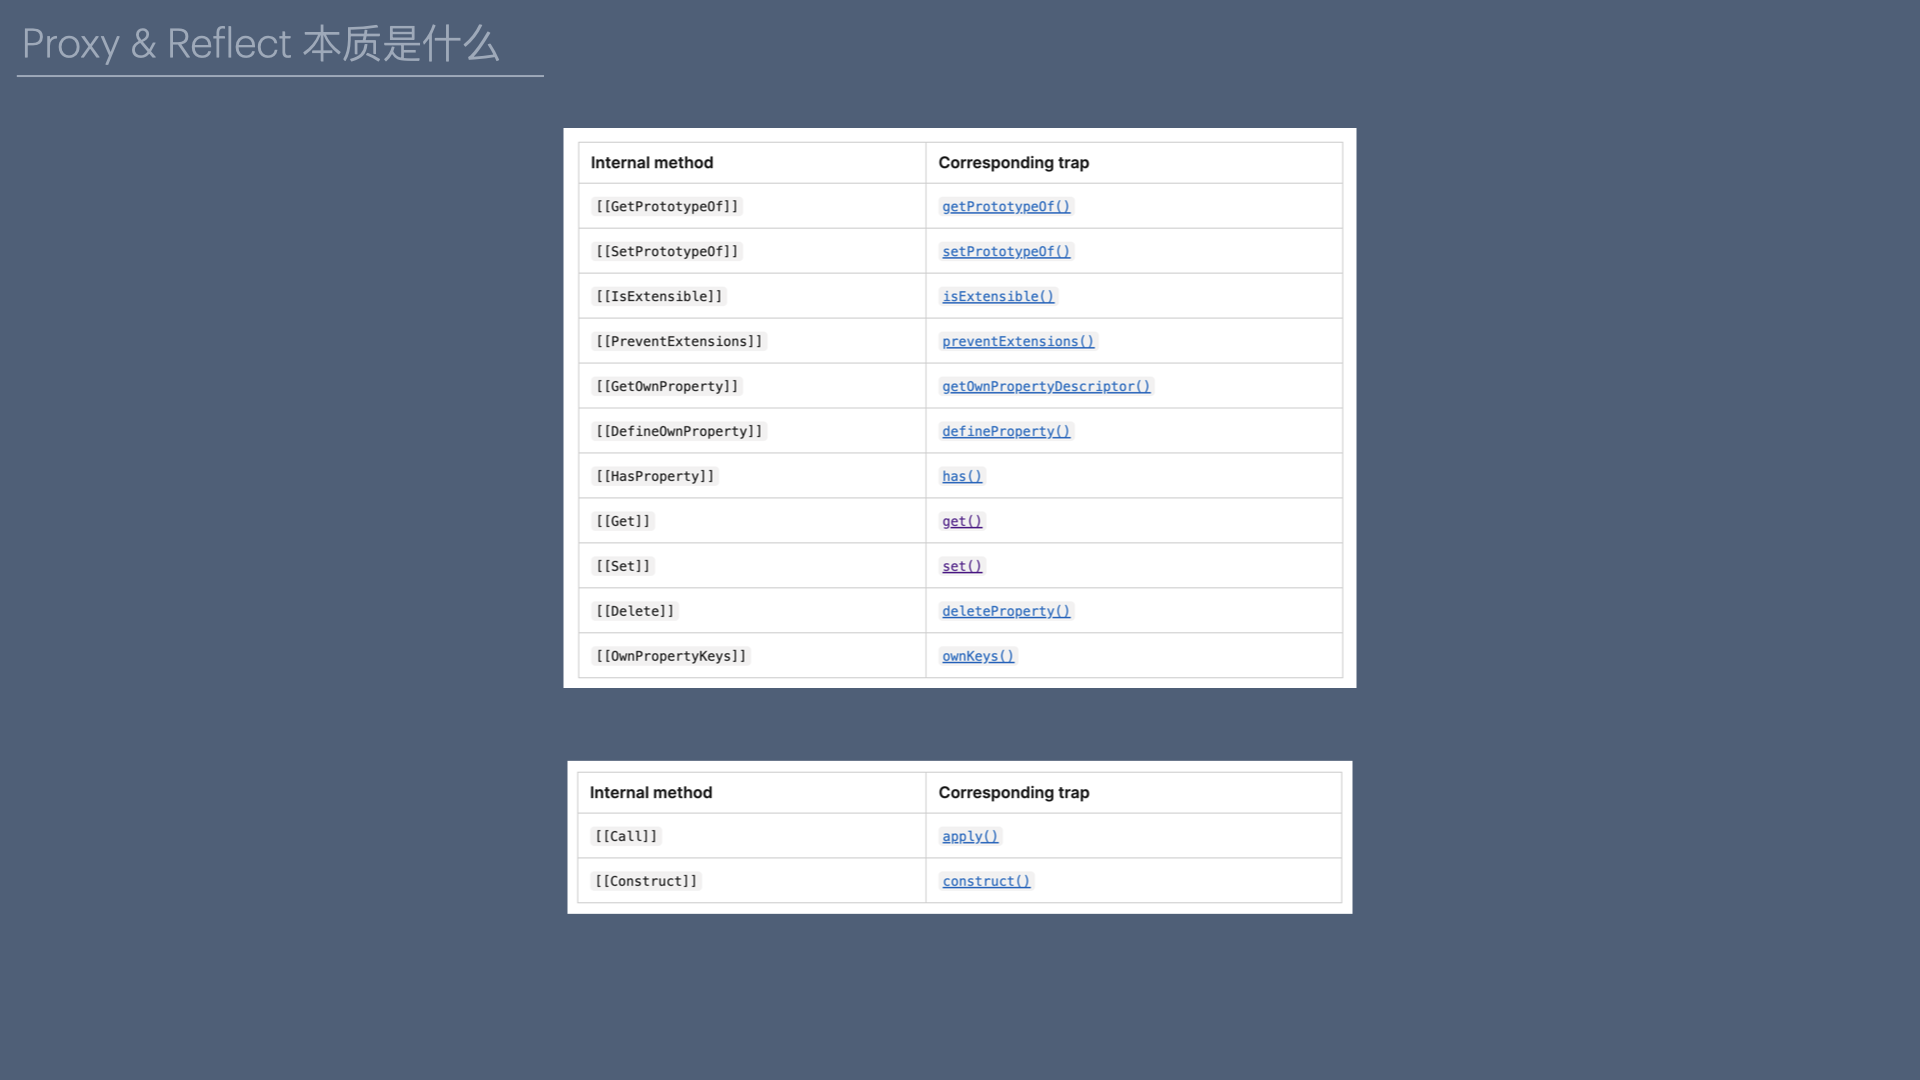 Proxy & Reflect 本质是什么
Internal method Corresponding trap
[[GetPrototypeOf]] getPrototypeOf()
[[SetPrototypeOf]] setPrototypeOf()
[[IsExtensible]] isExtensible()
[[PreventExtensions]] preventExtensions()
[[GetOwnProperty]] getOwnPropertyDescriptor()
[[DefineOwnProperty]] defineProperty()
[[HasProperty]] has()
[[Get]] get()
[[Set]] set()
[[Delete]] deleteProperty()
[[OwnPropertyKeys]] ownKeys()
Internal method Corresponding trap
[[Call]] apply()
[[Construct]] construct()